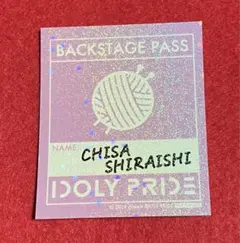 BACKSTAGE PASS
NAME
CHISA
SHIRAISHI
IDOLY PRIDE